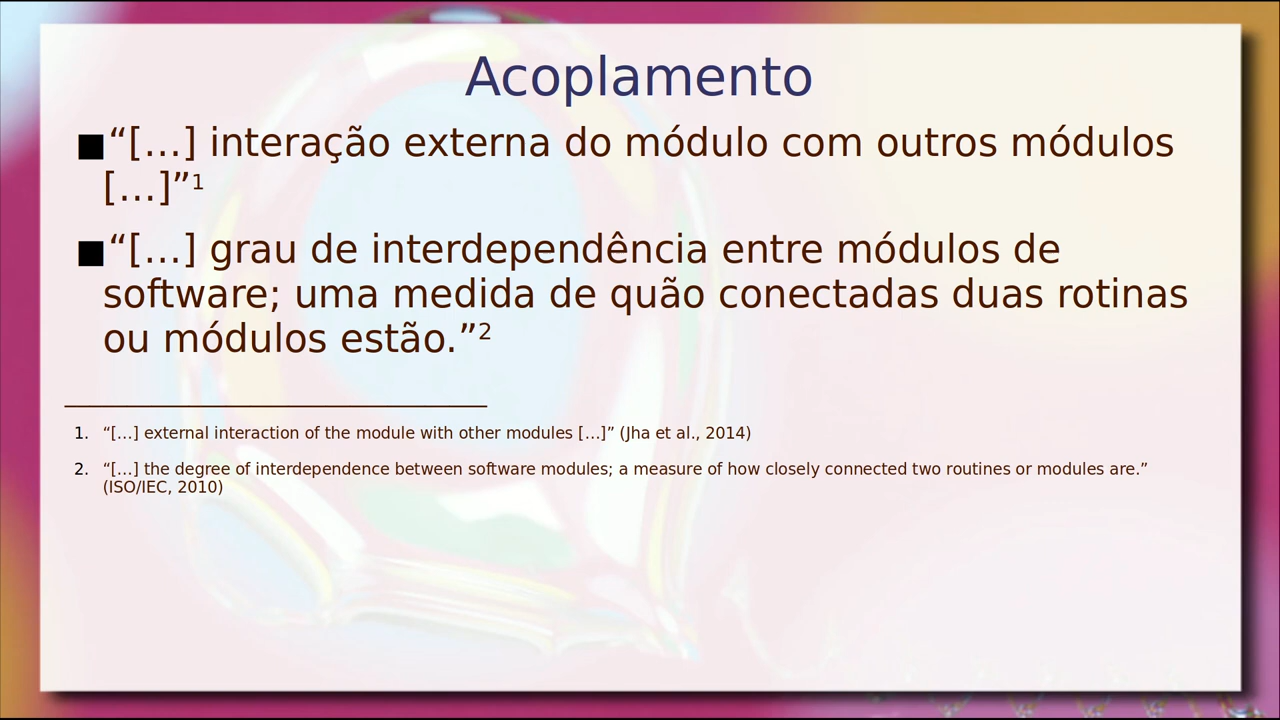 Acoplamento
■“[…] interação externa do módulo com outros módulos
[…]”¹
■“[…] grau de interdependência entre módulos de
software; uma medida de quão conectadas duas rotinas
ou módulos estão.”²
1. “[…] external interaction of the module with other modules […]” (Jha et al., 2014)
2. “[…] the degree of interdependence between software modules; a measure of how closely connected two routines or modules are.”
(ISO/IEC, 2010)